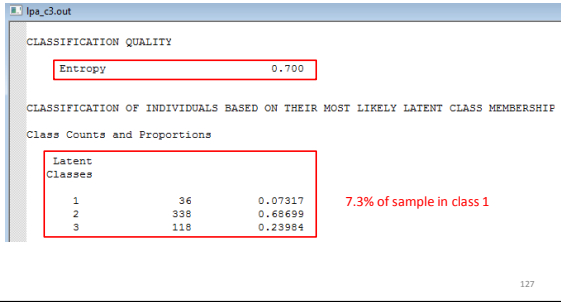 lpa_c3.out
CLASSIFICATION QUALITY
Entropy 0.700
CLASSIFICATION OF INDIVIDUALS BASED ON THEIR MOST LIKELY LATENT CLASS MEMBERSHIP
Class Counts and Proportions
Latent
Classes
1 36 0.07317 7.3% of sample in class 1
2 338 0.68699
3 118 0.23984
127